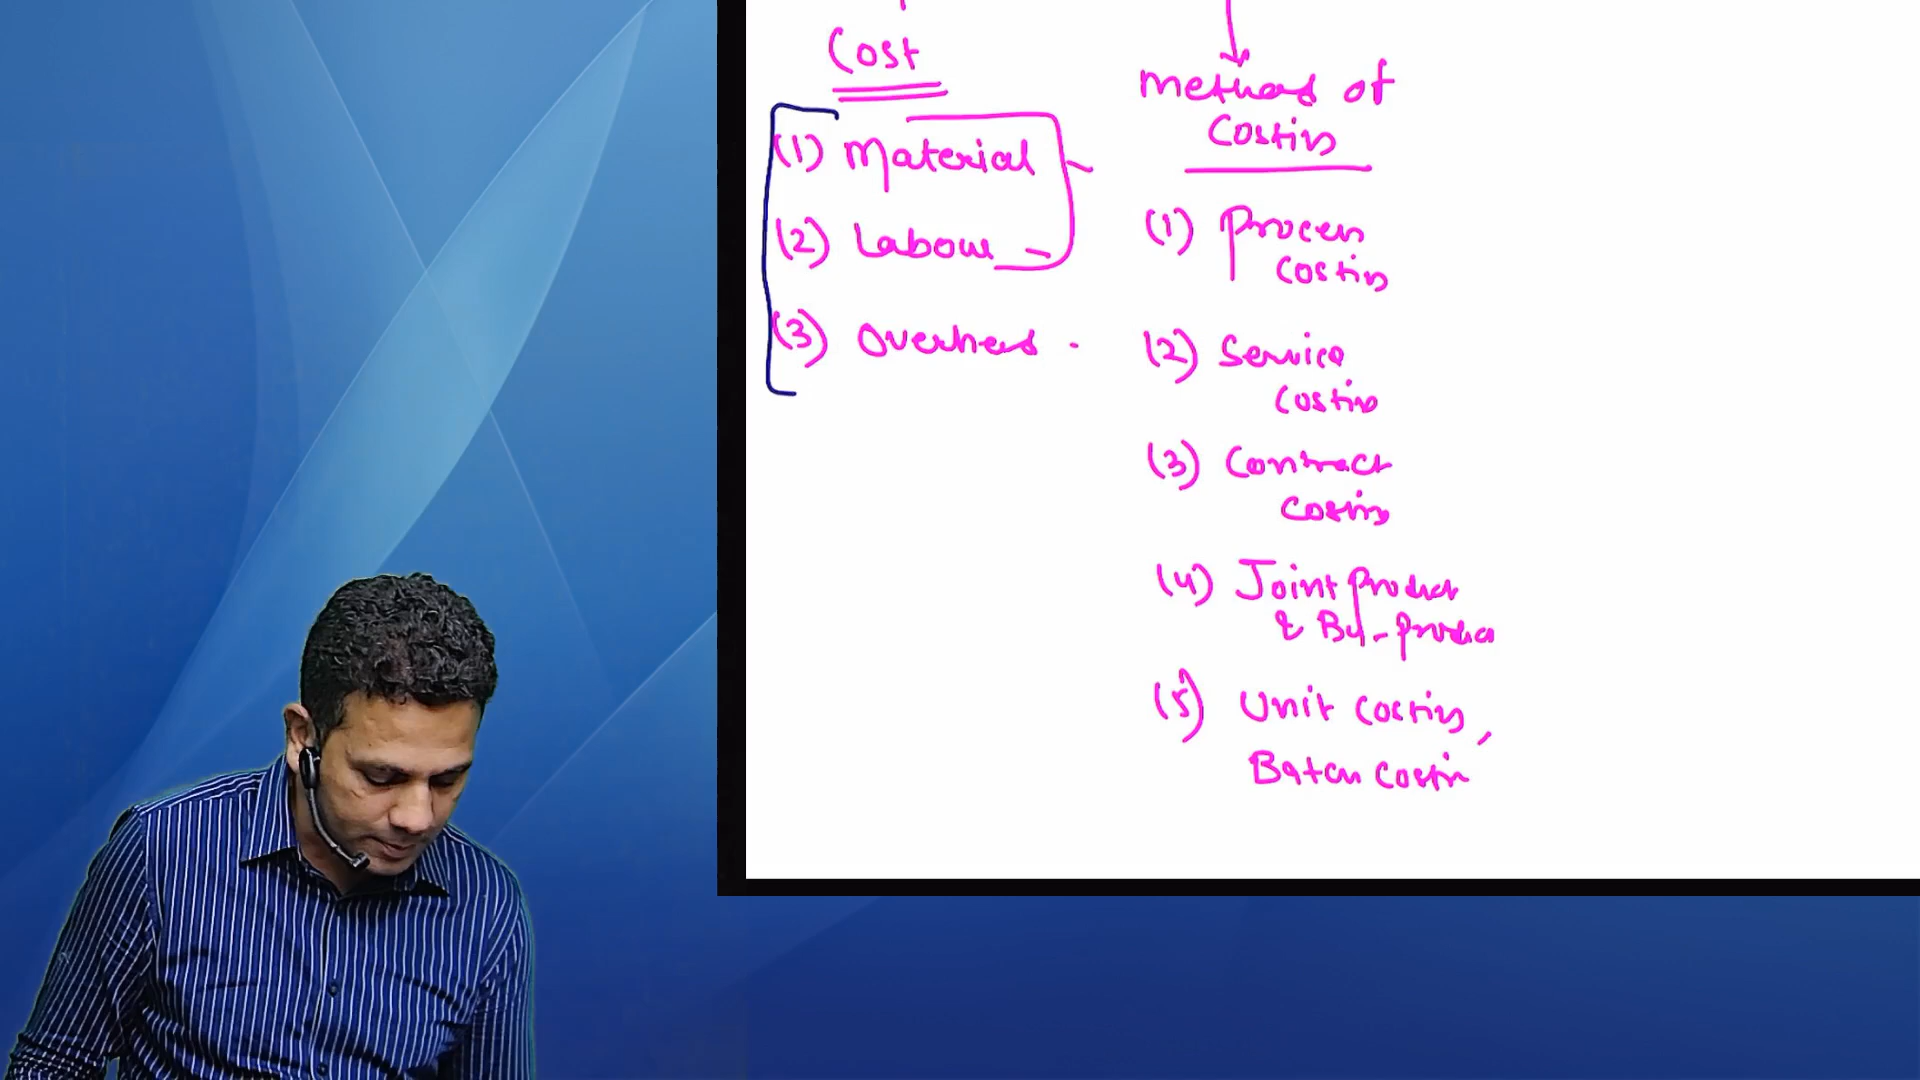 Cost
(1) Material
(2) Labour
(3) Overhead
Method of
Costing
(1) Process
Costing
(2) Service
Costing
(3) Contract
Costing
(4) Joint Product
& By-product
(5) Unit Costing,
Batch Costing